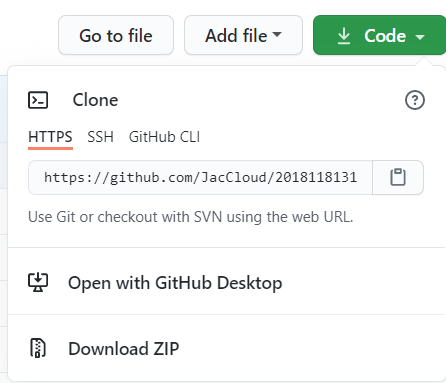 Go to file Add file Code
Clone
HTTPS SSH GitHub CLI
https://github.com/JacCloud/2018118131
Use Git or checkout with SVN using the web URL.
Open with GitHub Desktop
Download ZIP